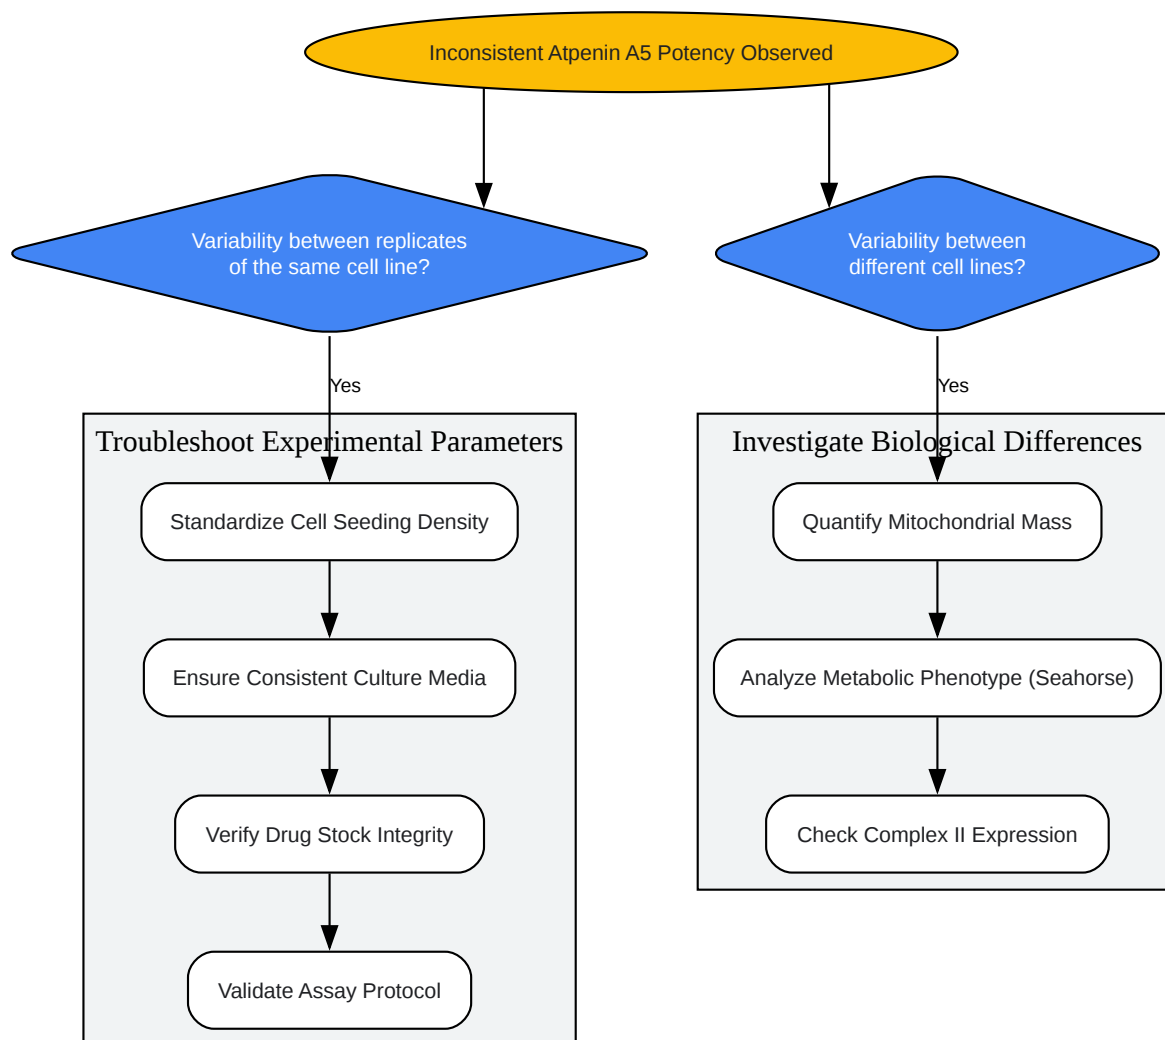 Inconsistent Atpenin A5 Potency Observed
Variability between replicates
of the same cell line?
Variability between
different cell lines?
Yes
Yes
Troubleshoot Experimental Parameters
Standardize Cell Seeding Density
Ensure Consistent Culture Media
Verify Drug Stock Integrity
Validate Assay Protocol
Investigate Biological Differences
Quantify Mitochondrial Mass
Analyze Metabolic Phenotype (Seahorse)
Check Complex II Expression